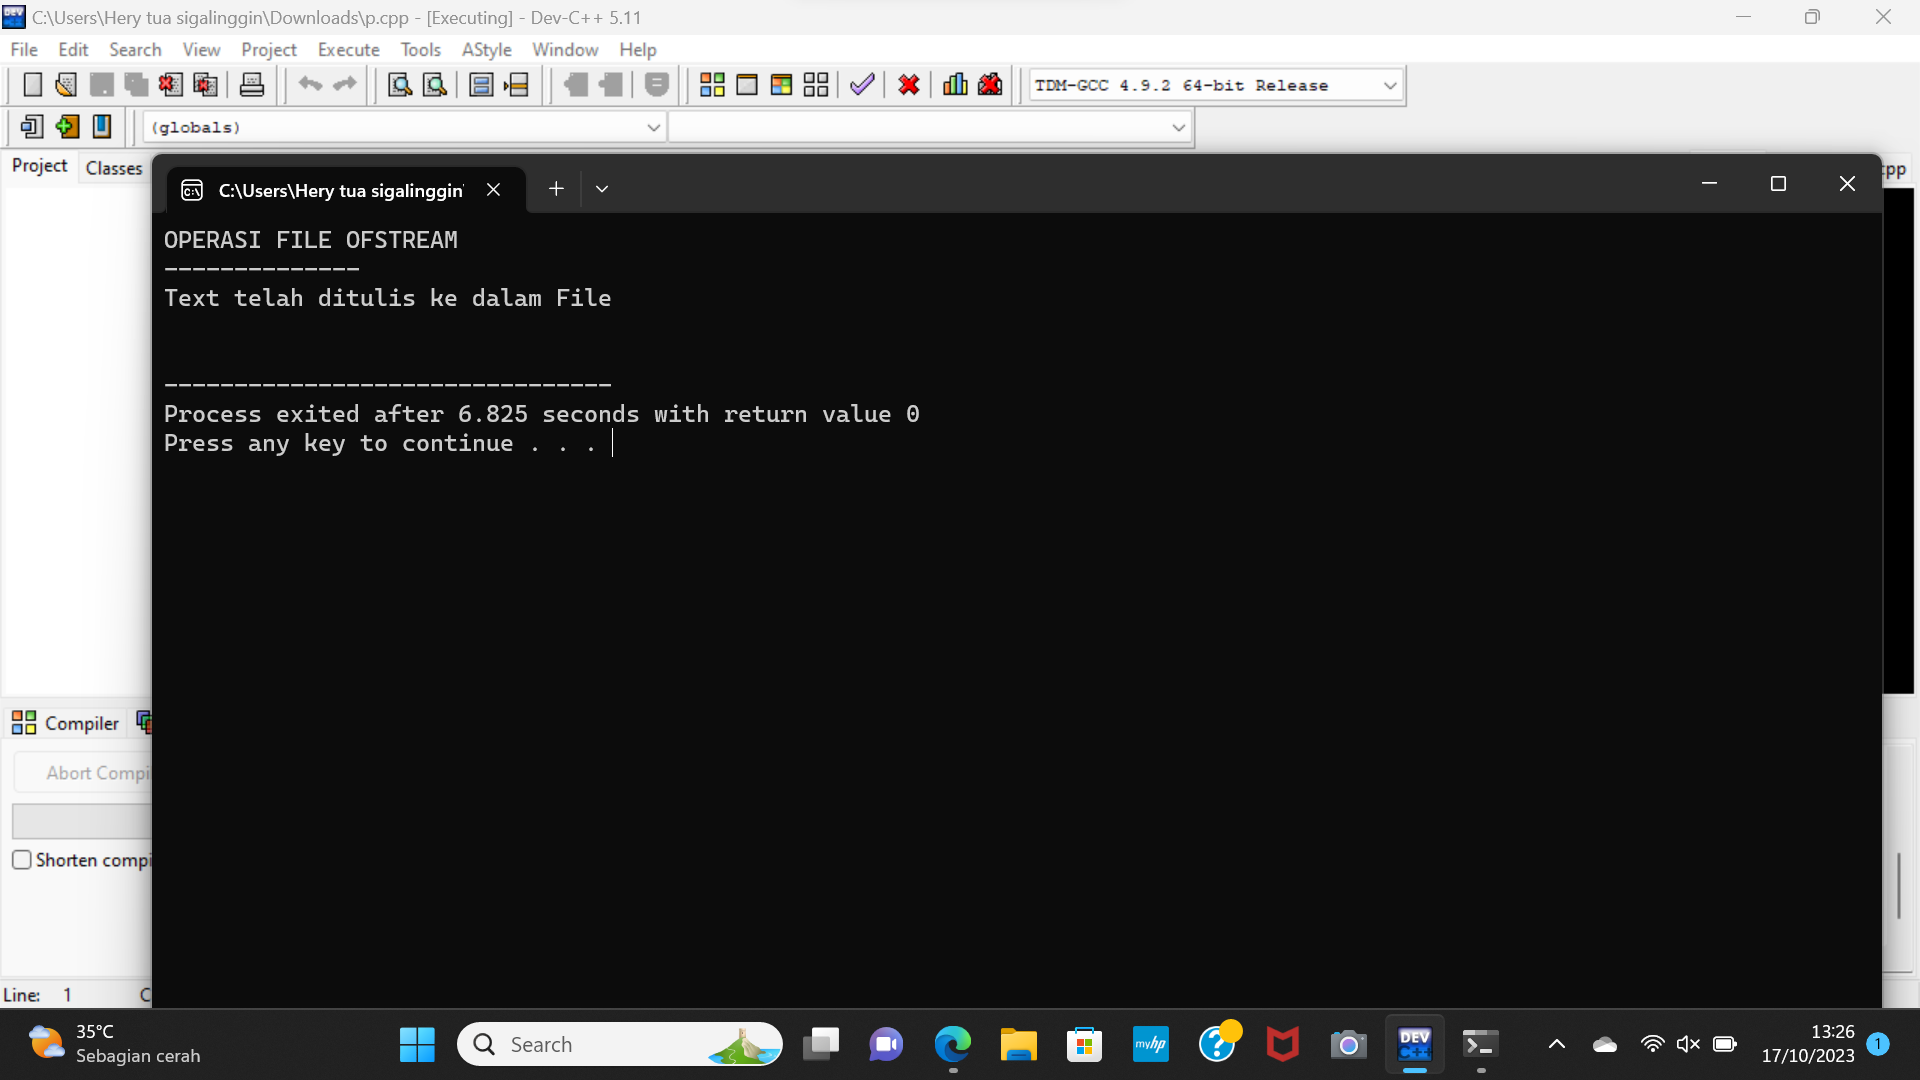 C:\Users\Hery tua sigalinggin\Downloads\p.cpp - [Executing] - Dev-C++ 5.11
File Edit Search View Project Execute Tools AStyle Window Help
TDM-GCC 4.9.2 64-bit Release
(globals)
Project Classes
C:\Users\Hery tua sigalinggin
OPERASI FILE OFSTREAM
--------------
Text telah ditulis ke dalam File
--------------------------------
Process exited after 6.825 seconds with return value 0
Press any key to continue . . .
Compiler
Abort Compi
Shorten compi
Line: 1
35°C
Sebagian cerah
Search
myhp
DEV C++
13:26
17/10/2023
1